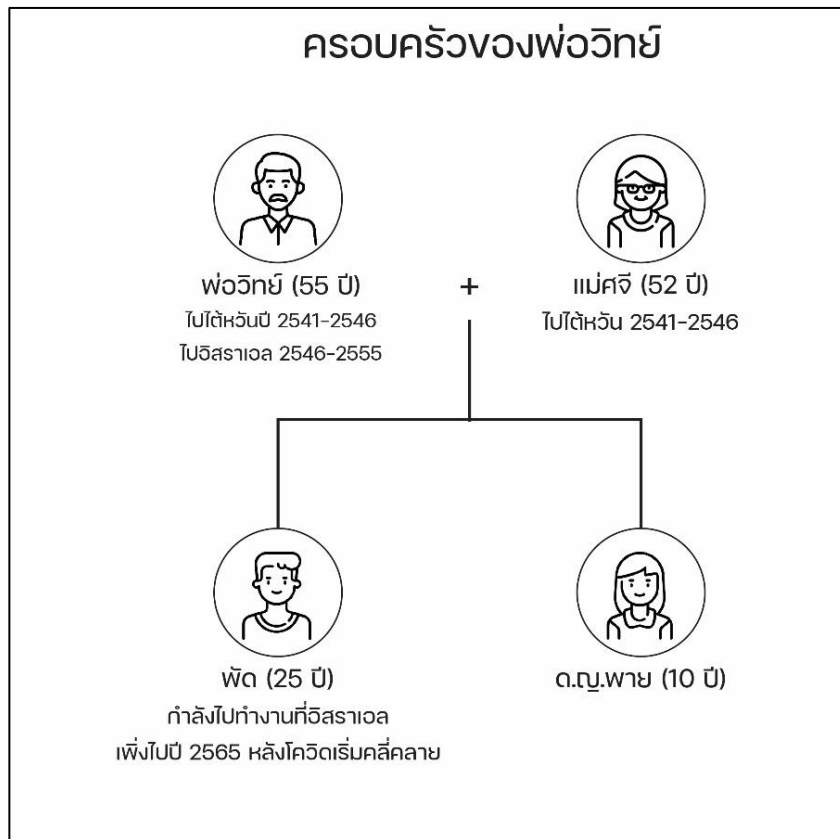 ครอบครัวของพ่อวิทย์
พ่อวิทย์ (55 ปี)
ไปไต้หวันปี 2541-2546
ไปอิสราเอล 2546-2555
+
แม่ศจี (52 ปี)
ไปไต้หวัน 2541-2546
พัด (25 ปี)
กำลังไปทำงานที่อิสราเอล
เพิ่งไปปี 2565 หลังโควิดเริ่มคลี่คลาย
ด.ญ.พาย (10 ปี)